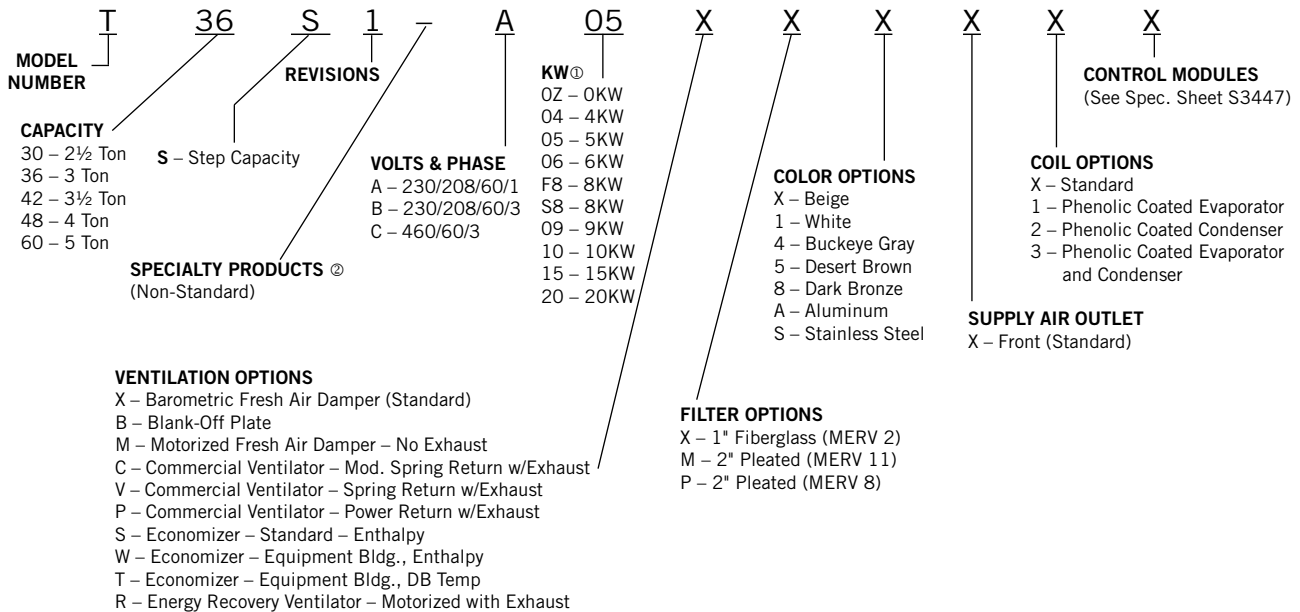 T 36 S 1 – A 05 X X X X X X
MODEL
NUMBER
CAPACITY
30 – 2½ Ton
36 – 3 Ton
42 – 3½ Ton
48 – 4 Ton
60 – 5 Ton
S – Step Capacity
REVISIONS
SPECIALTY PRODUCTS ②
(Non-Standard)
VOLTS & PHASE
A – 230/208/60/1
B – 230/208/60/3
C – 460/60/3
KW①
0Z – 0KW
04 – 4KW
05 – 5KW
06 – 6KW
F8 – 8KW
S8 – 8KW
09 – 9KW
10 – 10KW
15 – 15KW
20 – 20KW
VENTILATION OPTIONS
X – Barometric Fresh Air Damper (Standard)
B – Blank-Off Plate
M – Motorized Fresh Air Damper – No Exhaust
C – Commercial Ventilator – Mod. Spring Return w/Exhaust
V – Commercial Ventilator – Spring Return w/Exhaust
P – Commercial Ventilator – Power Return w/Exhaust
S – Economizer – Standard – Enthalpy
W – Economizer – Equipment Bldg., Enthalpy
T – Economizer – Equipment Bldg., DB Temp
R – Energy Recovery Ventilator – Motorized with Exhaust
FILTER OPTIONS
X – 1" Fiberglass (MERV 2)
M – 2" Pleated (MERV 11)
P – 2" Pleated (MERV 8)
COLOR OPTIONS
X – Beige
1 – White
4 – Buckeye Gray
5 – Desert Brown
8 – Dark Bronze
A – Aluminum
S – Stainless Steel
SUPPLY AIR OUTLET
X – Front (Standard)
COIL OPTIONS
X – Standard
1 – Phenolic Coated Evaporator
2 – Phenolic Coated Condenser
3 – Phenolic Coated Evaporator
and Condenser
CONTROL MODULES
(See Spec. Sheet S3447)